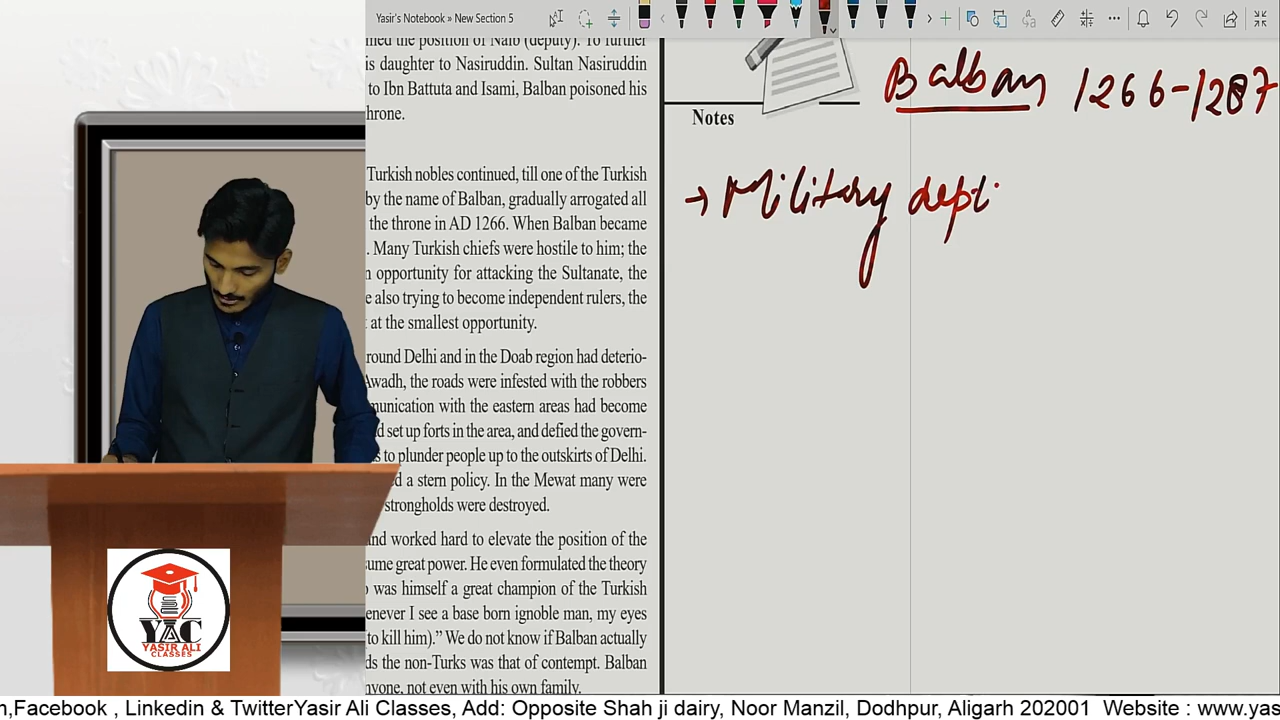 Yasir's Notebook » New Section 5
med the position of Naib (deputy). To further
is daughter to Nasiruddin. Sultan Nasiruddin
to Ibn Battuta and Isami, Balban poisoned his
hrone.
Balban 1266-1287
Notes
→ Military dept.
Turkish nobles continued, till one of the Turkish
by the name of Balban, gradually arrogated all
the throne in AD 1266. When Balban became
. Many Turkish chiefs were hostile to him; the
n opportunity for attacking the Sultanate, the
e also trying to become independent rulers, the
t at the smallest opportunity.
round Delhi and in the Doab region had deterio-
Awadh, the roads were infested with the robbers
munication with the eastern areas had become
d set up forts in the area, and defied the govern-
s to plunder people up to the outskirts of Delhi.
ed a stern policy. In the Mewat many were
strongholds were destroyed.
and worked hard to elevate the position of the
sume great power. He even formulated the theory
o was himself a great champion of the Turkish
enever I see a base born ignoble man, my eyes
to kill him)." We do not know if Balban actually
ds the non-Turks was that of contempt. Balban
nyone, not even with his own family.
YAC
YASIR ALI
CLASSES
n,Facebook , Linkedin & TwitterYasir Ali Classes, Add: Opposite Shah ji dairy, Noor Manzil, Dodhpur, Aligarh 202001 Website : www.yas